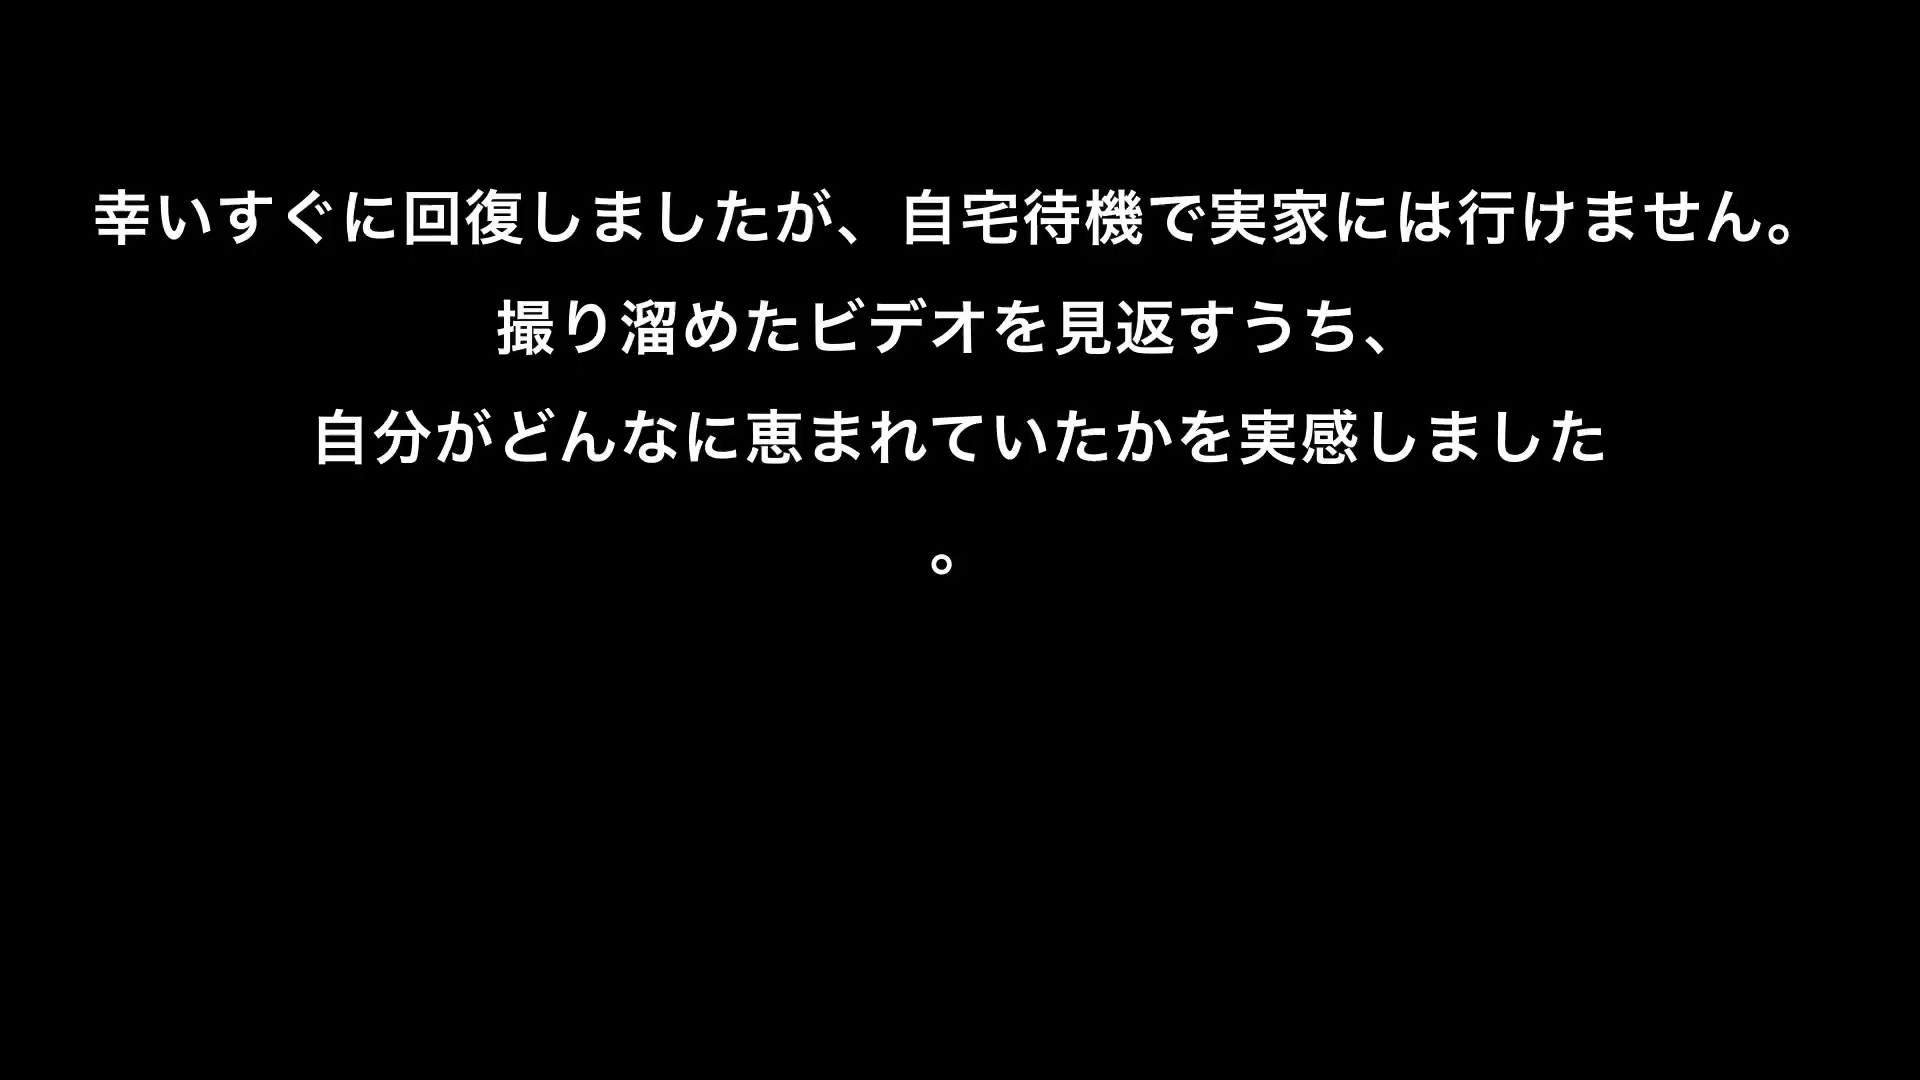 幸いすぐに回復しましたが、自宅待機で実家には行けません。
撮り溜めたビデオを見返すうち、
自分がどんなに恵まれていたかを実感しました
。